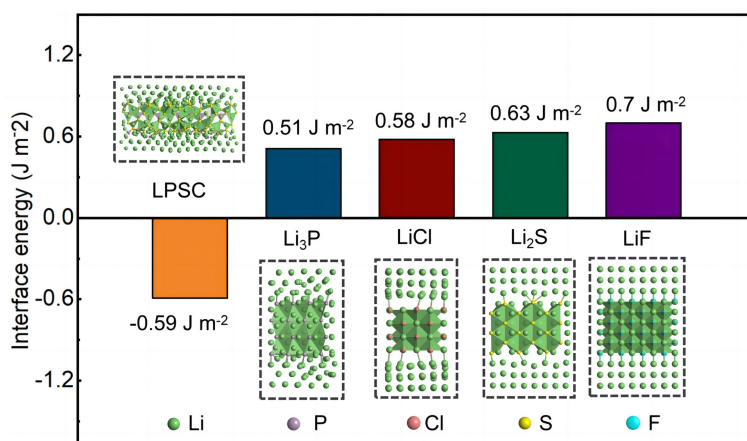 Interface energy (J m-2)
1.2
0.6
0.0
-0.6
-1.2
LPSC
-0.59 J m-2
0.51 J m-2
Li3P
0.58 J m-2
LiCl
0.63 J m-2
Li2S
0.7 J m-2
LiF
Li
P
Cl
S
F